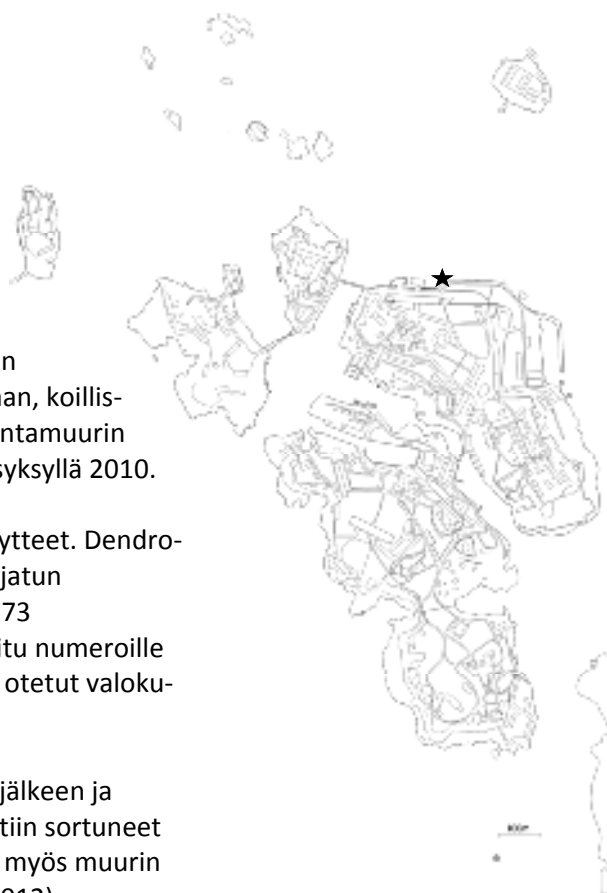 n
nan, koillis-
ntamuurin
syksyllä 2010.
ytteet. Dendro-
jatun
73
itu numeroille
otetut valoku-
jälkeen ja
tiin sortuneet
myös muurin
012)